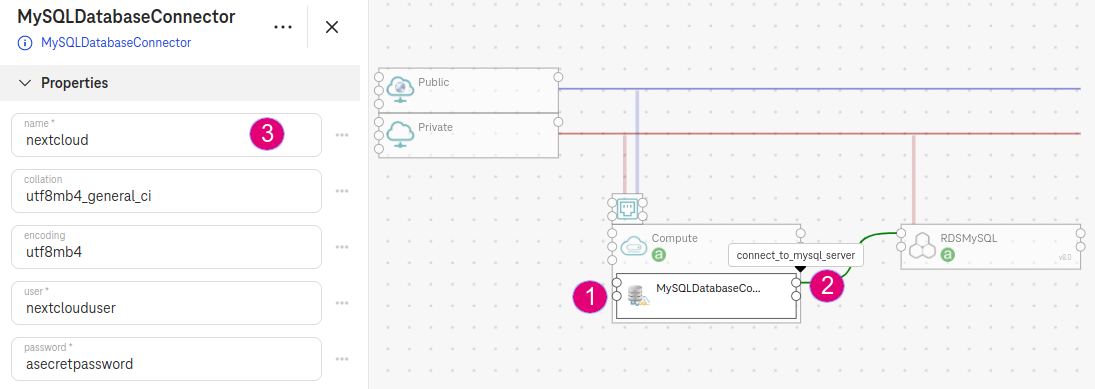 MySQLDatabaseConnector
MySQLDatabaseConnector
Properties
name *
nextcloud
3
collation
utf8mb4_general_ci
encoding
utf8mb4
user *
nextclouduser
password *
asecretpassword
Public
Private
Compute
a
connect_to_mysql_server
RDSMySQL
a
v8.0
1
MySQLDatabaseCo...
2